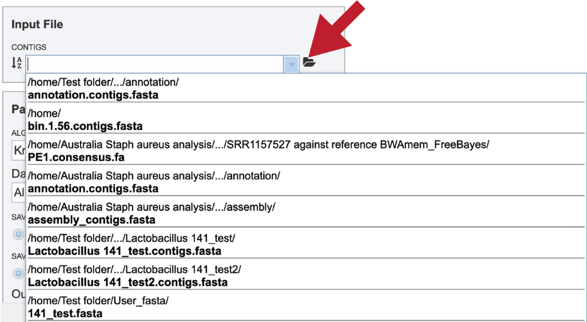 Input File
CONTIGS
/home/Test folder/.../annotation/
annotation.contigs.fasta
/home/
bin.1.56.contigs.fasta
Pa
/home/Australia Staph aureus analysis/.../SRR1157527 against reference BWAmem_FreeBayes/
ALG
PE1.consensus.fa
Kr
/home/Australia Staph aureus analysis/.../annotation/
Da
annotation.contigs.fasta
Al
/home/Australia Staph aureus analysis/.../assembly/
SAV
assembly_contigs.fasta
/home/Test folder/.../Lactobacillus 141_test/
Lactobacillus 141_test.contigs.fasta
SAV
/home/Test folder/.../Lactobacillus 141_test2/
Lactobacillus 141_test2.contigs.fasta
Ou
/home/Test folder/User_fasta/
141_test.fasta